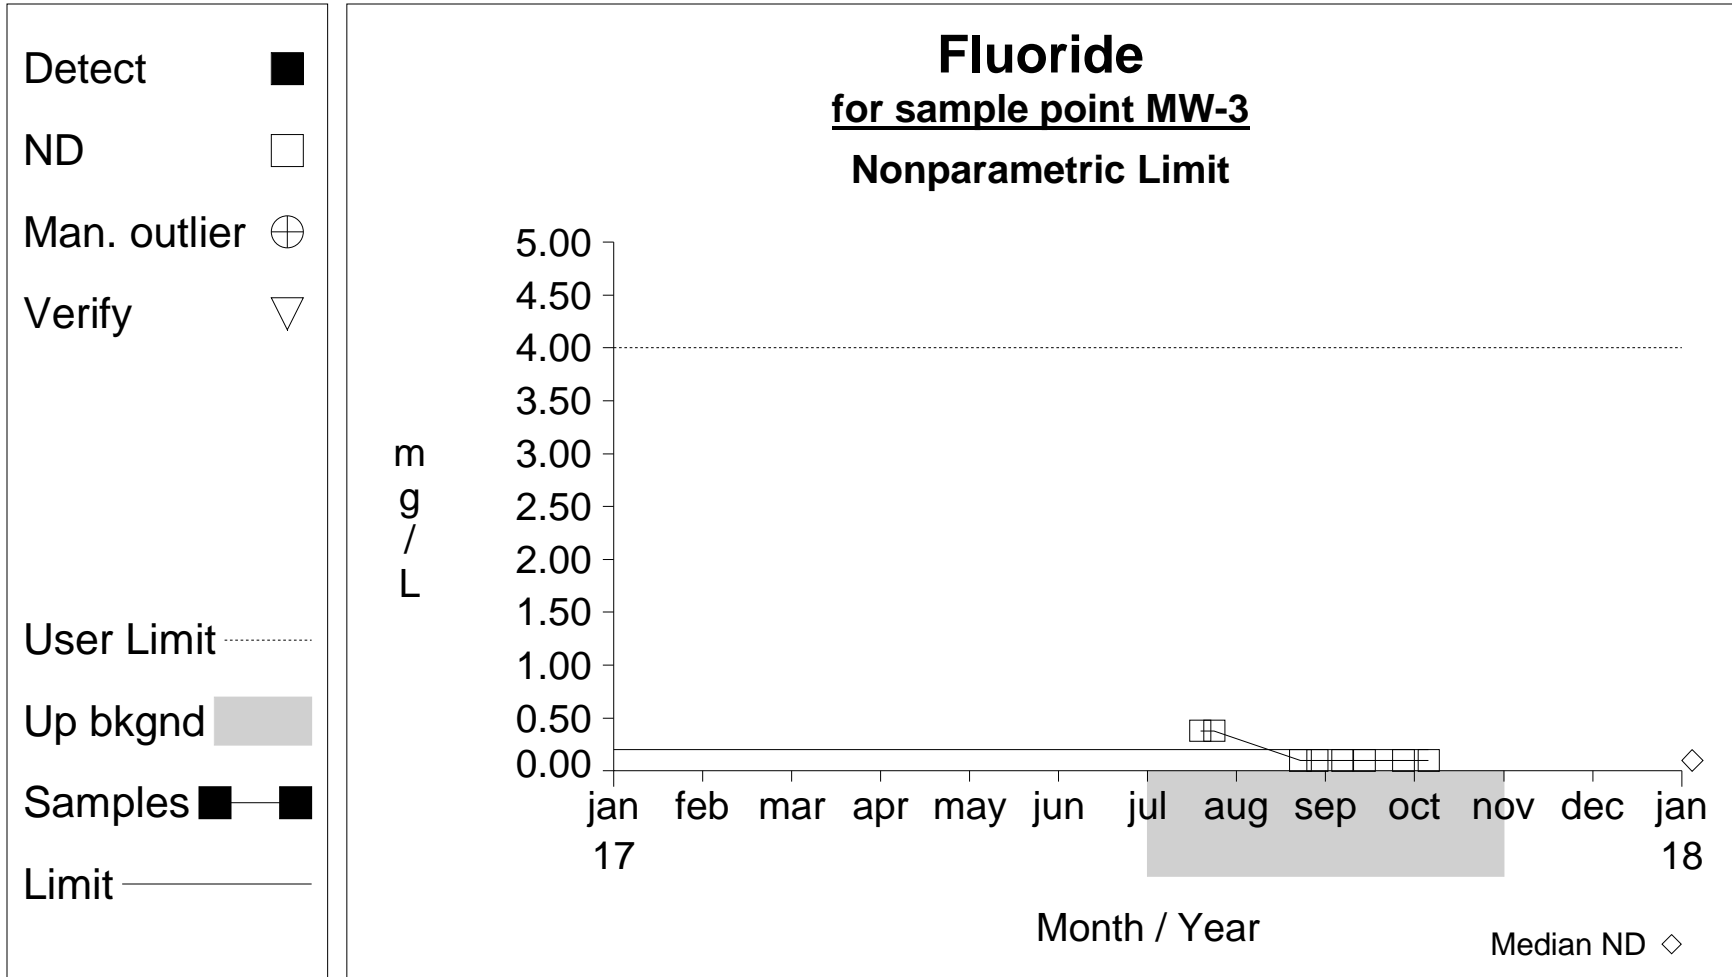 Detect
ND
Man. outlier
Verify
User Limit
Up bkgnd
Samples
Limit
Fluoride
for sample point MW-3
Nonparametric Limit
m
g
/
L
5.00
4.50
4.00
3.50
3.00
2.50
2.00
1.50
1.00
0.50
0.00
jan feb mar apr may jun jul aug sep oct nov dec jan
17 18
Month / Year
Median ND